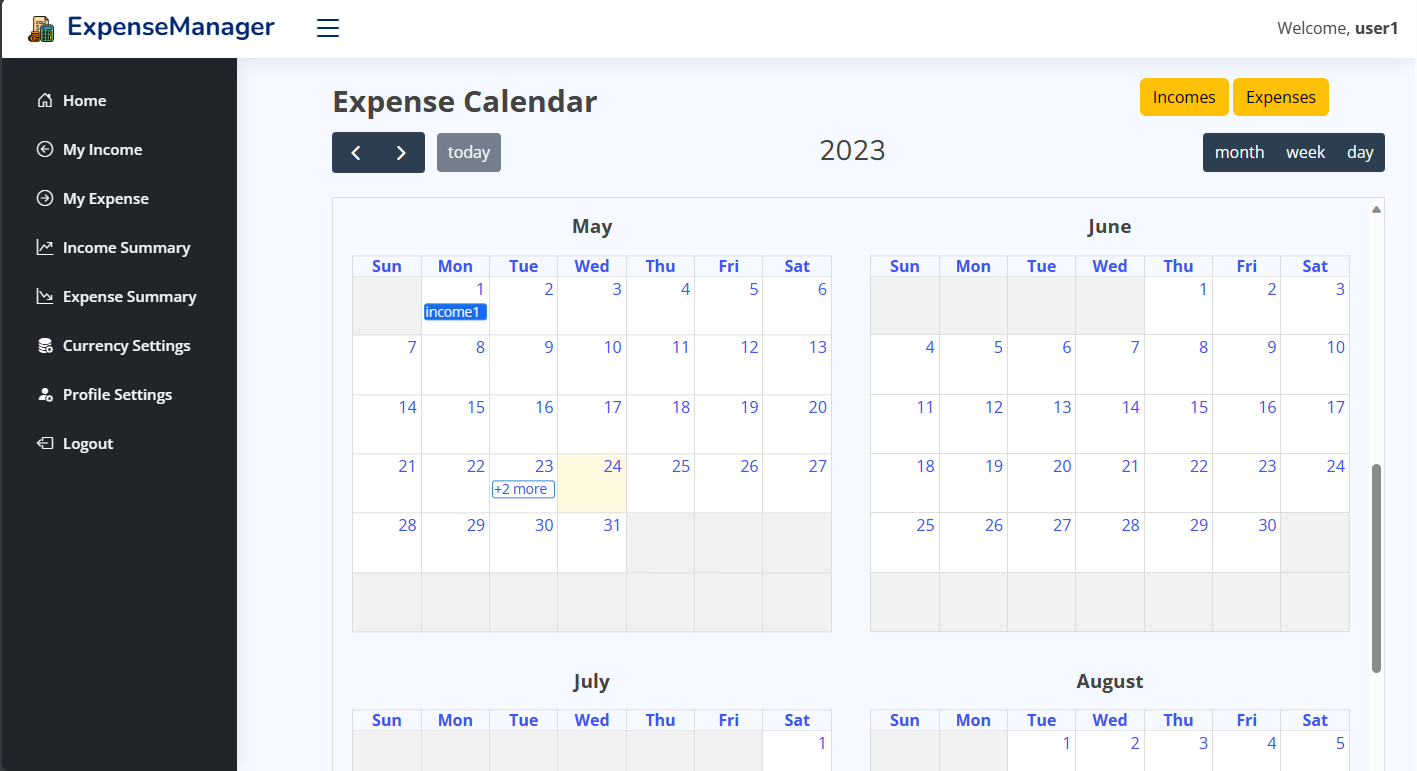 ExpenseManager
Welcome, user1
Home
My Income
My Expense
Income Summary
Expense Summary
Currency Settings
Profile Settings
Logout
Expense Calendar
Incomes Expenses
today
2023
month week day
May
Sun Mon Tue Wed Thu Fri Sat
1 2 3 4 5 6
income1
7 8 9 10 11 12 13
14 15 16 17 18 19 20
21 22 23 24 25 26 27
+2 more
28 29 30 31
June
Sun Mon Tue Wed Thu Fri Sat
1 2 3
4 5 6 7 8 9 10
11 12 13 14 15 16 17
18 19 20 21 22 23 24
25 26 27 28 29 30
July
Sun Mon Tue Wed Thu Fri Sat
1
August
Sun Mon Tue Wed Thu Fri Sat
1 2 3 4 5